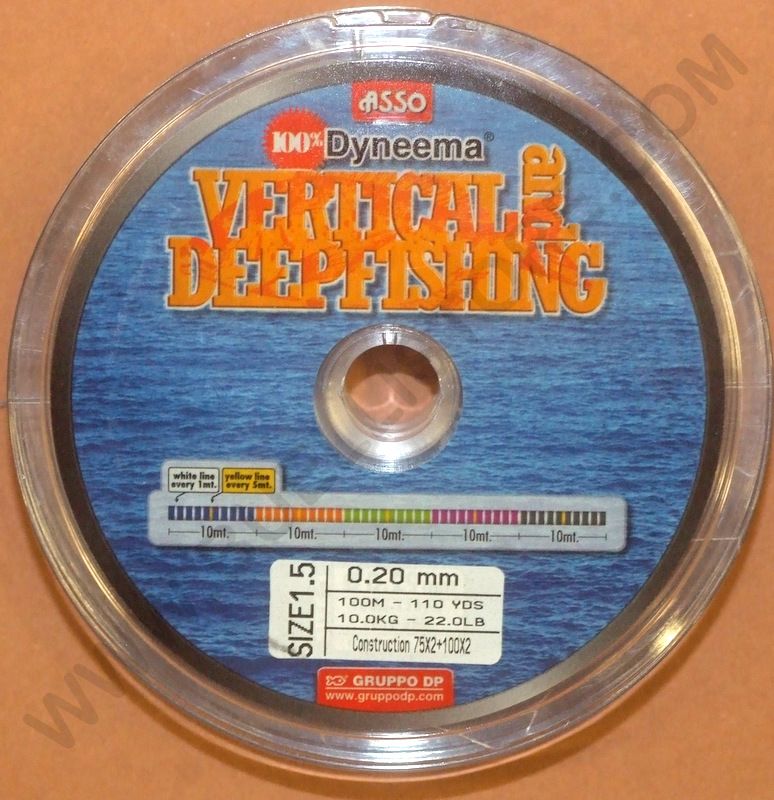 ASSO
100% Dyneema®
VERTICAL and
DEEPFISHING
white line
every 1mt.
yellow line
every 5mt.
10mt. 10mt. 10mt. 10mt. 10mt.
SIZE1.5
0.20 mm
100M - 110 YDS
10.0KG - 22.0LB
Construction 75X2+100X2
GRUPPO DP
www.gruppodp.com